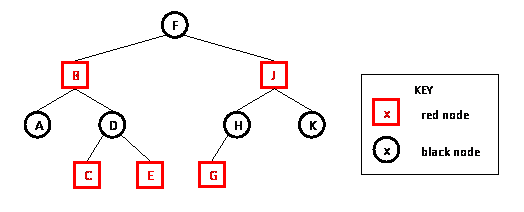 F
B J
A D H K
C E G
KEY
x red node
x black node